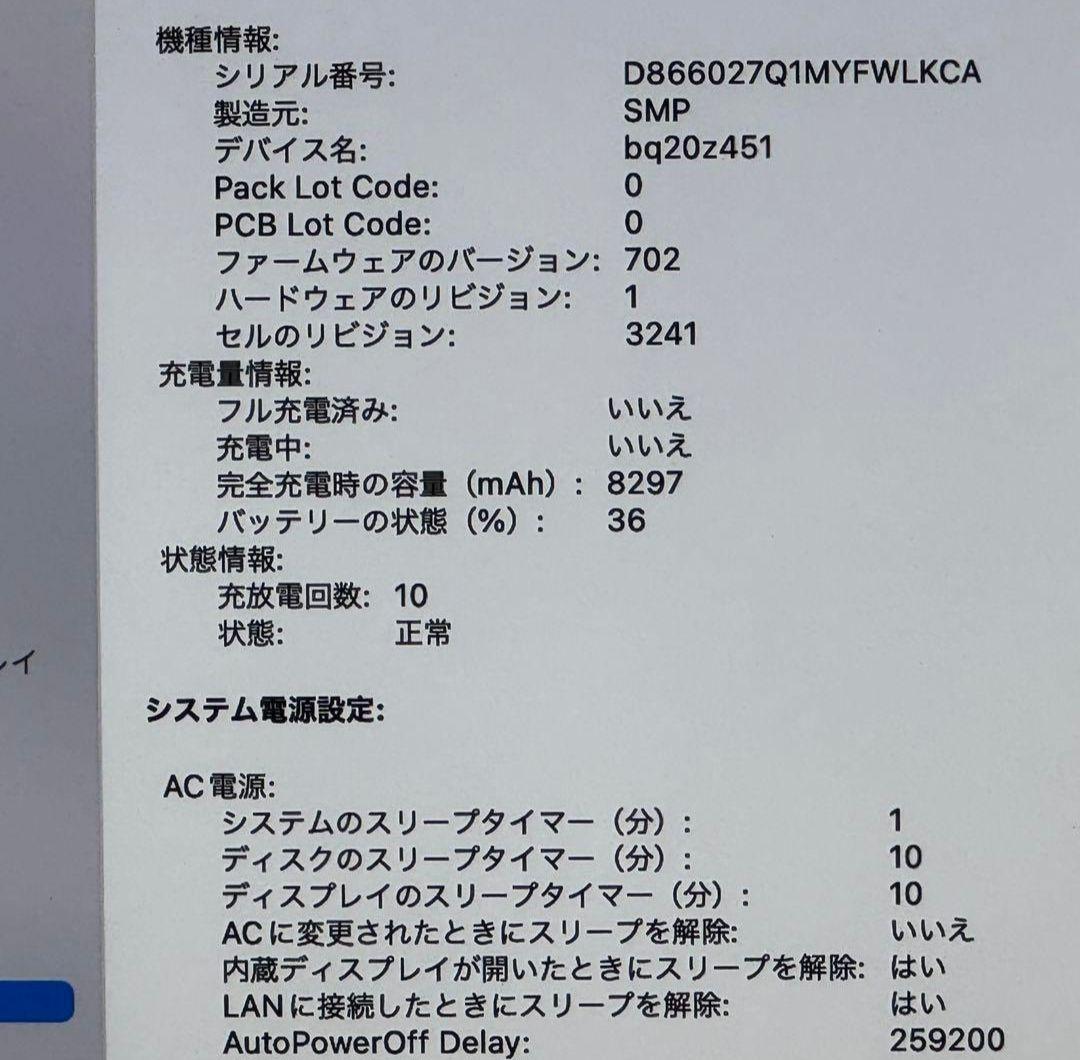 機種情報:
シリアル番号: D866027Q1MYFWLKCA
製造元: SMP
デバイス名: bq20z451
Pack Lot Code: 0
PCB Lot Code: 0
ファームウェアのバージョン: 702
ハードウェアのリビジョン: 1
セルのリビジョン: 3241
充電量情報:
フル充電済み: いいえ
充電中: いいえ
完全充電時の容量（mAh）: 8297
バッテリーの状態（%）: 36
状態情報:
充放電回数: 10
状態: 正常
レイ
システム電源設定:
AC電源:
システムのスリープタイマー（分）: 1
ディスクのスリープタイマー（分）: 10
ディスプレイのスリープタイマー（分）: 10
ACに変更されたときにスリープを解除: いいえ
内蔵ディスプレイが開いたときにスリープを解除: はい
LANに接続したときにスリープを解除: はい
AutoPowerOff Delay: 259200